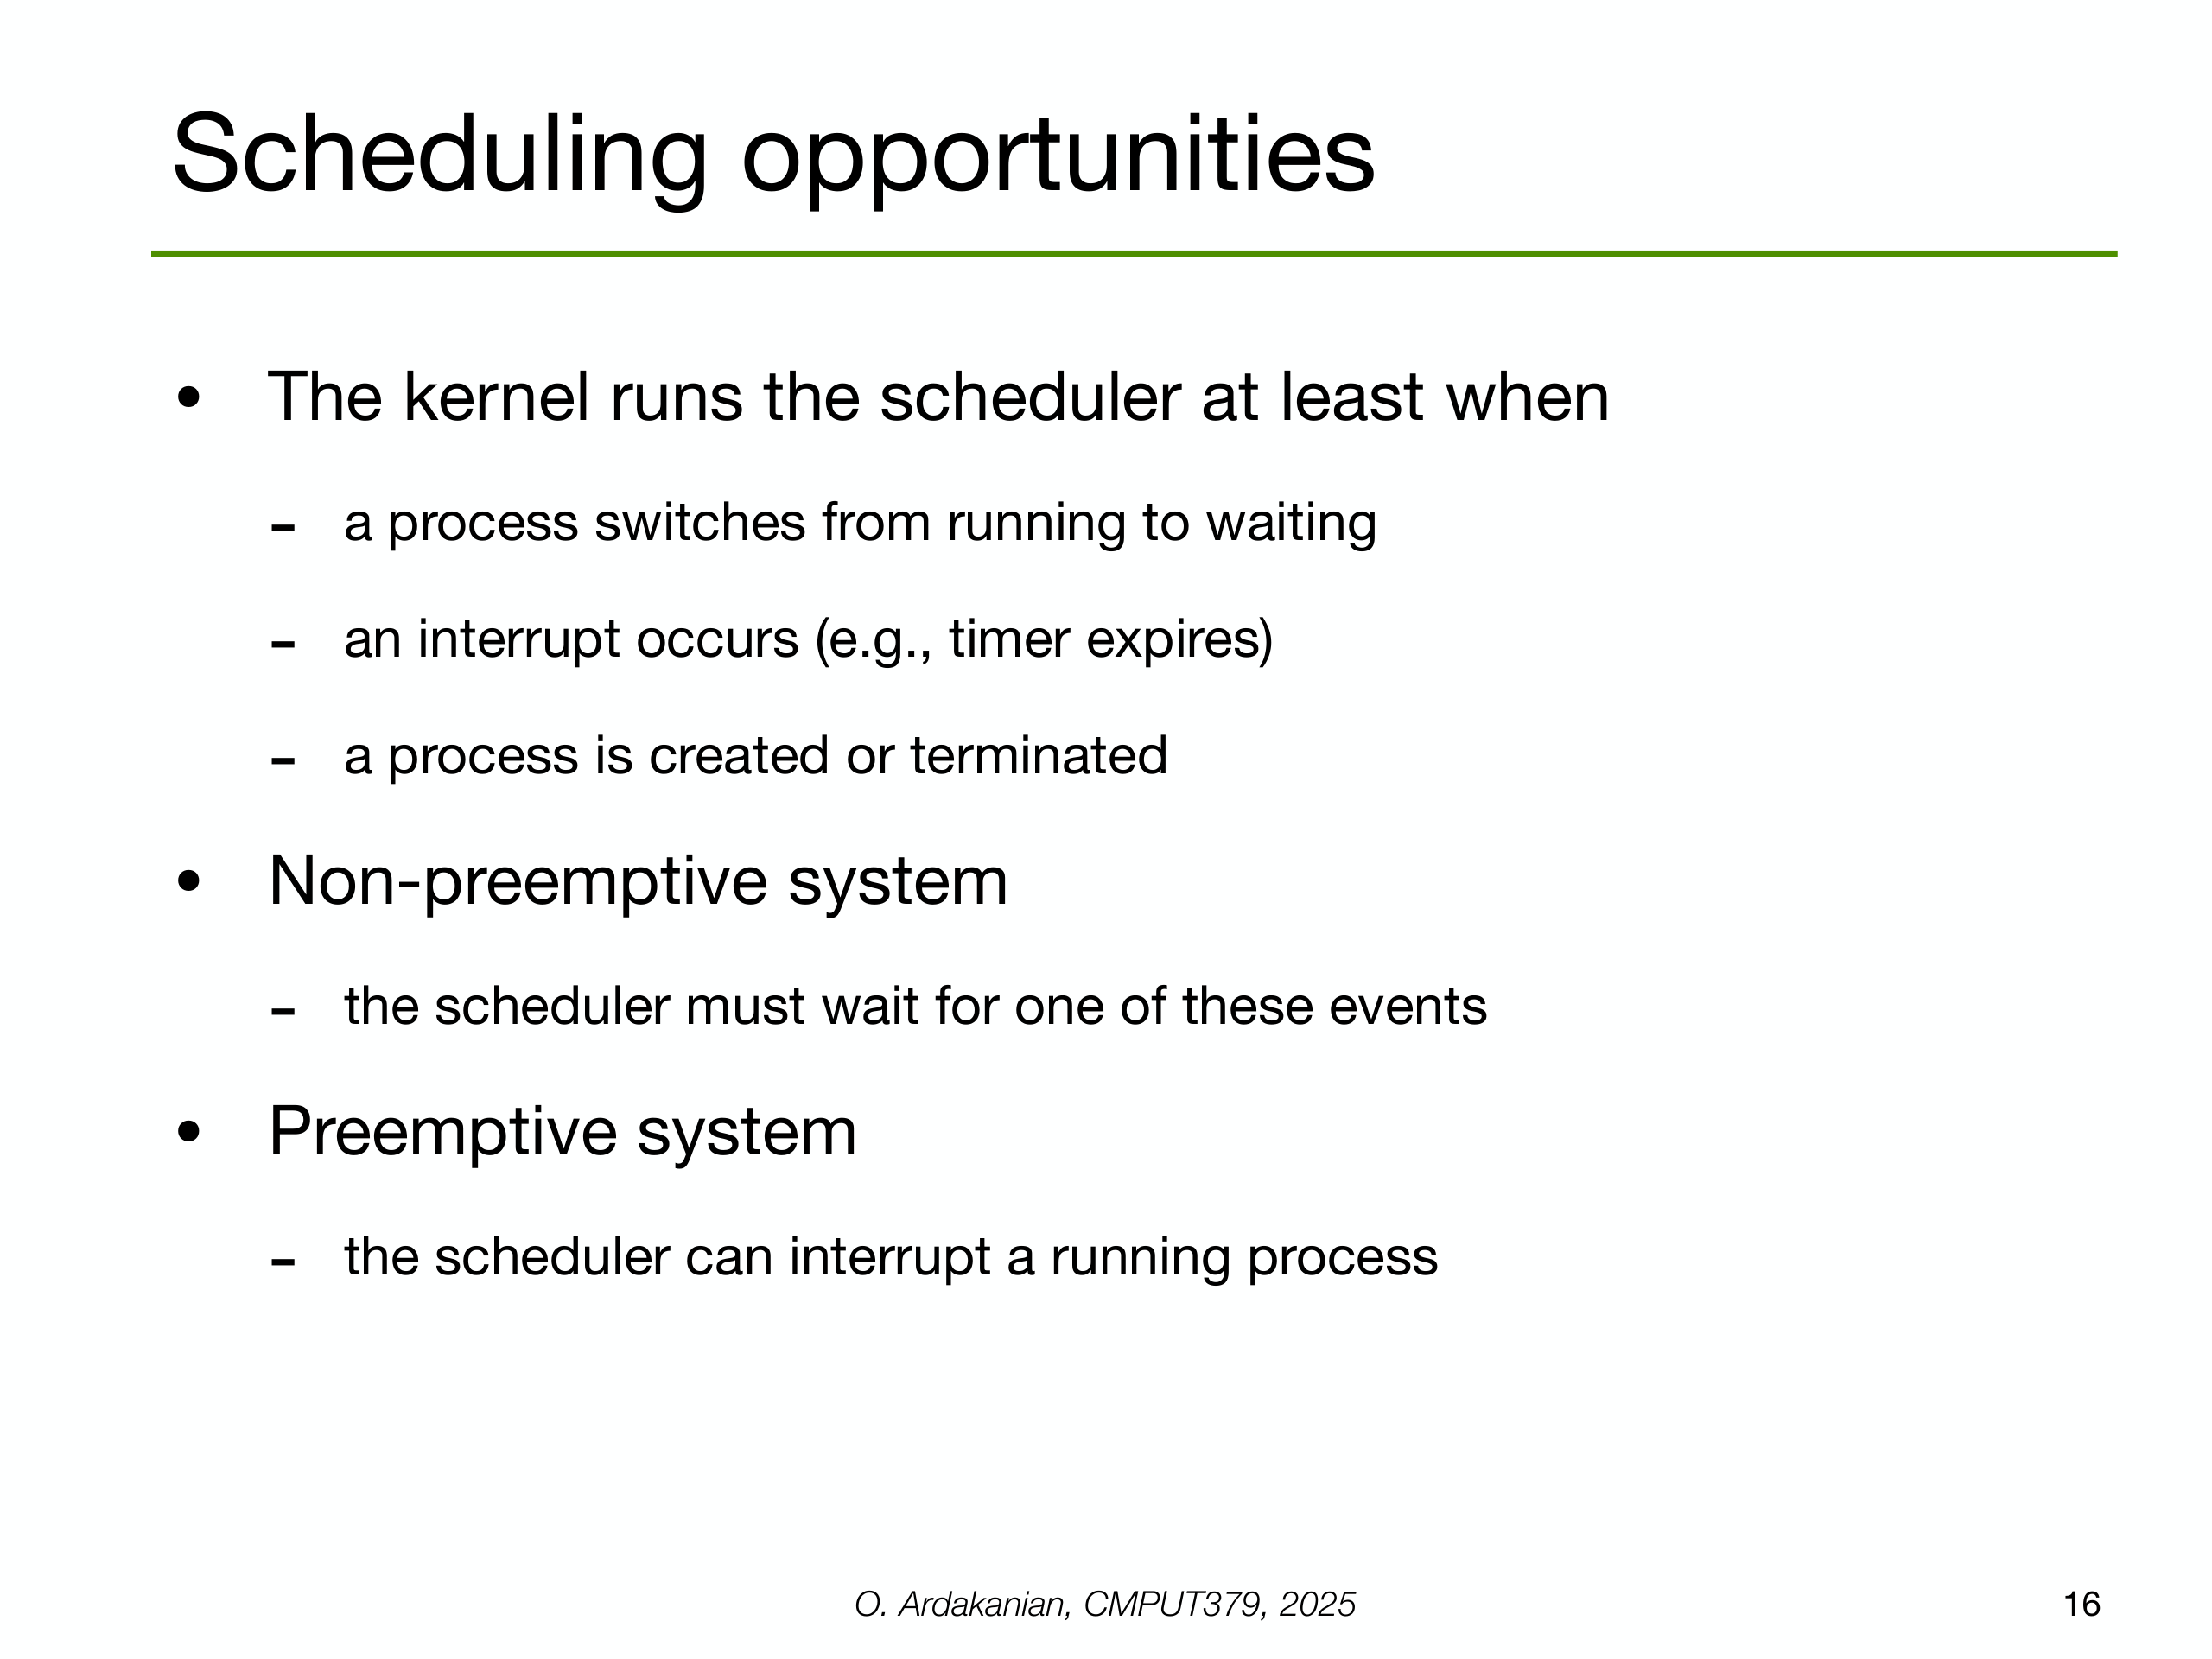 Scheduling opportunities
• The kernel runs the scheduler at least when
- a process switches from running to waiting
- an interrupt occurs (e.g., timer expires)
- a process is created or terminated
• Non-preemptive system
- the scheduler must wait for one of these events
• Preemptive system
- the scheduler can interrupt a running process
O. Ardakanian, CMPUT379, 2025
16